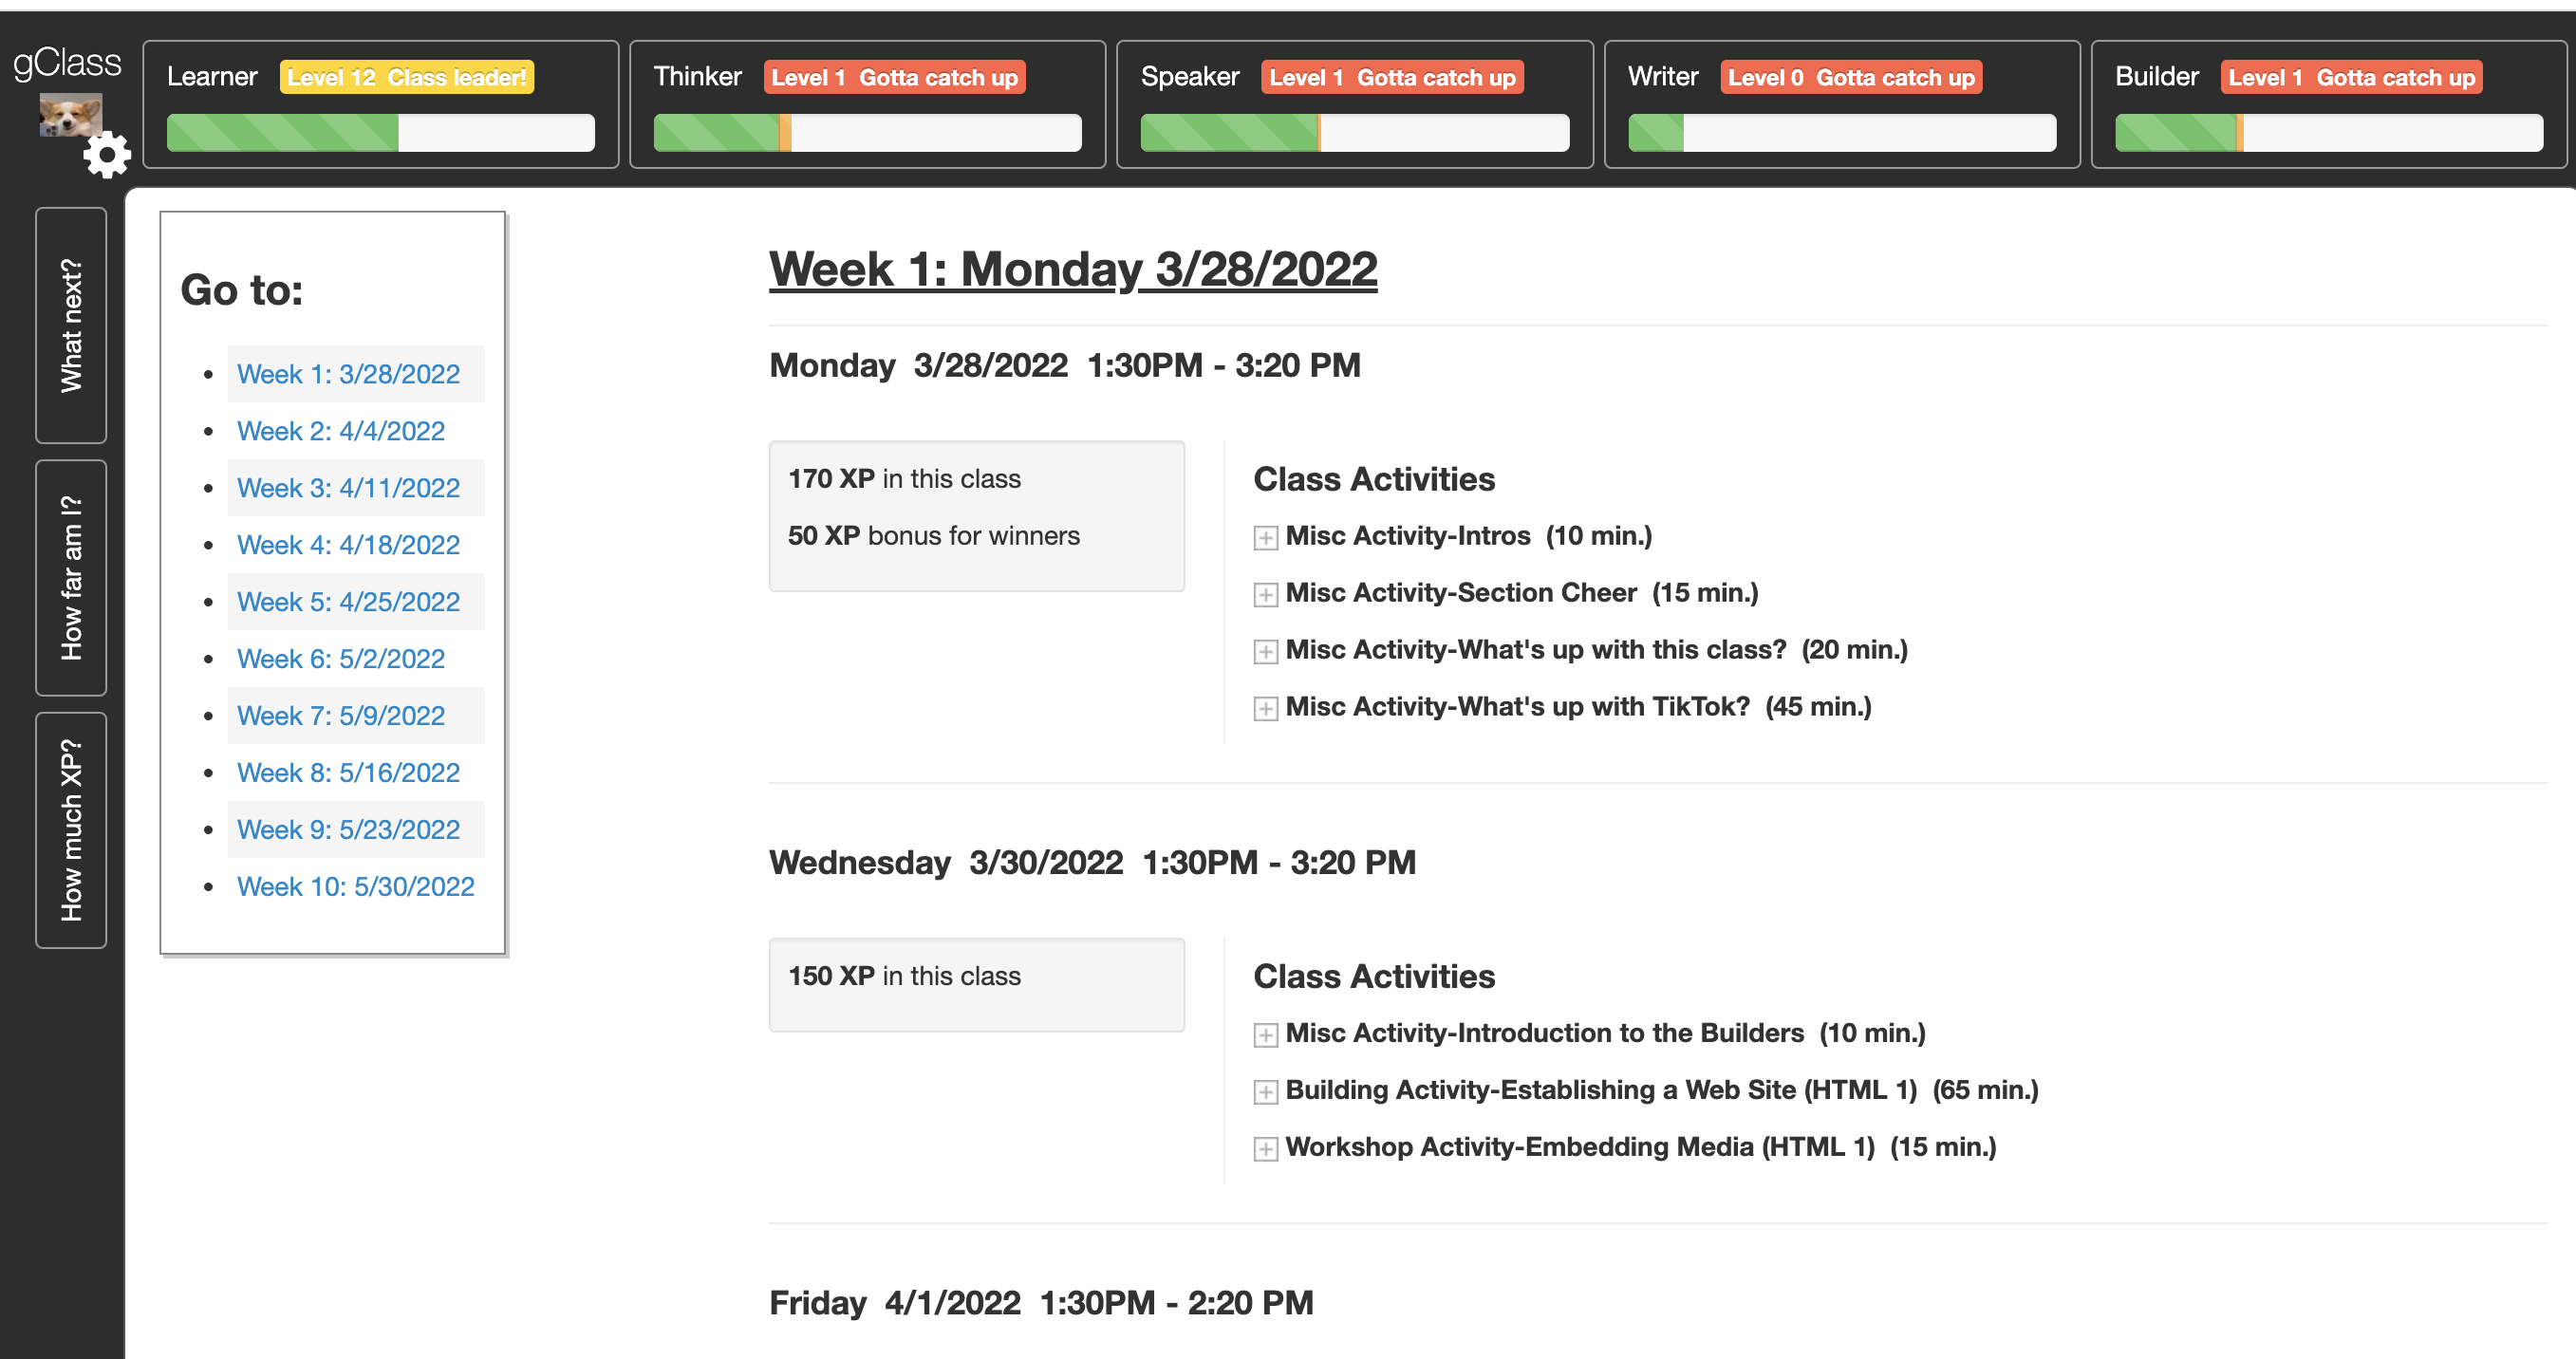 gClass
Learner Level 12 Class leader!
Thinker Level 1 Gotta catch up
Speaker Level 1 Gotta catch up
Writer Level 0 Gotta catch up
Builder Level 1 Gotta catch up
What next?
How far am I?
How much XP?
Go to:
Week 1: 3/28/2022
Week 2: 4/4/2022
Week 3: 4/11/2022
Week 4: 4/18/2022
Week 5: 4/25/2022
Week 6: 5/2/2022
Week 7: 5/9/2022
Week 8: 5/16/2022
Week 9: 5/23/2022
Week 10: 5/30/2022
Week 1: Monday 3/28/2022
Monday 3/28/2022 1:30PM - 3:20 PM
170 XP in this class
50 XP bonus for winners
Class Activities
Misc Activity-Intros (10 min.)
Misc Activity-Section Cheer (15 min.)
Misc Activity-What's up with this class? (20 min.)
Misc Activity-What's up with TikTok? (45 min.)
Wednesday 3/30/2022 1:30PM - 3:20 PM
150 XP in this class
Class Activities
Misc Activity-Introduction to the Builders (10 min.)
Building Activity-Establishing a Web Site (HTML 1) (65 min.)
Workshop Activity-Embedding Media (HTML 1) (15 min.)
Friday 4/1/2022 1:30PM - 2:20 PM